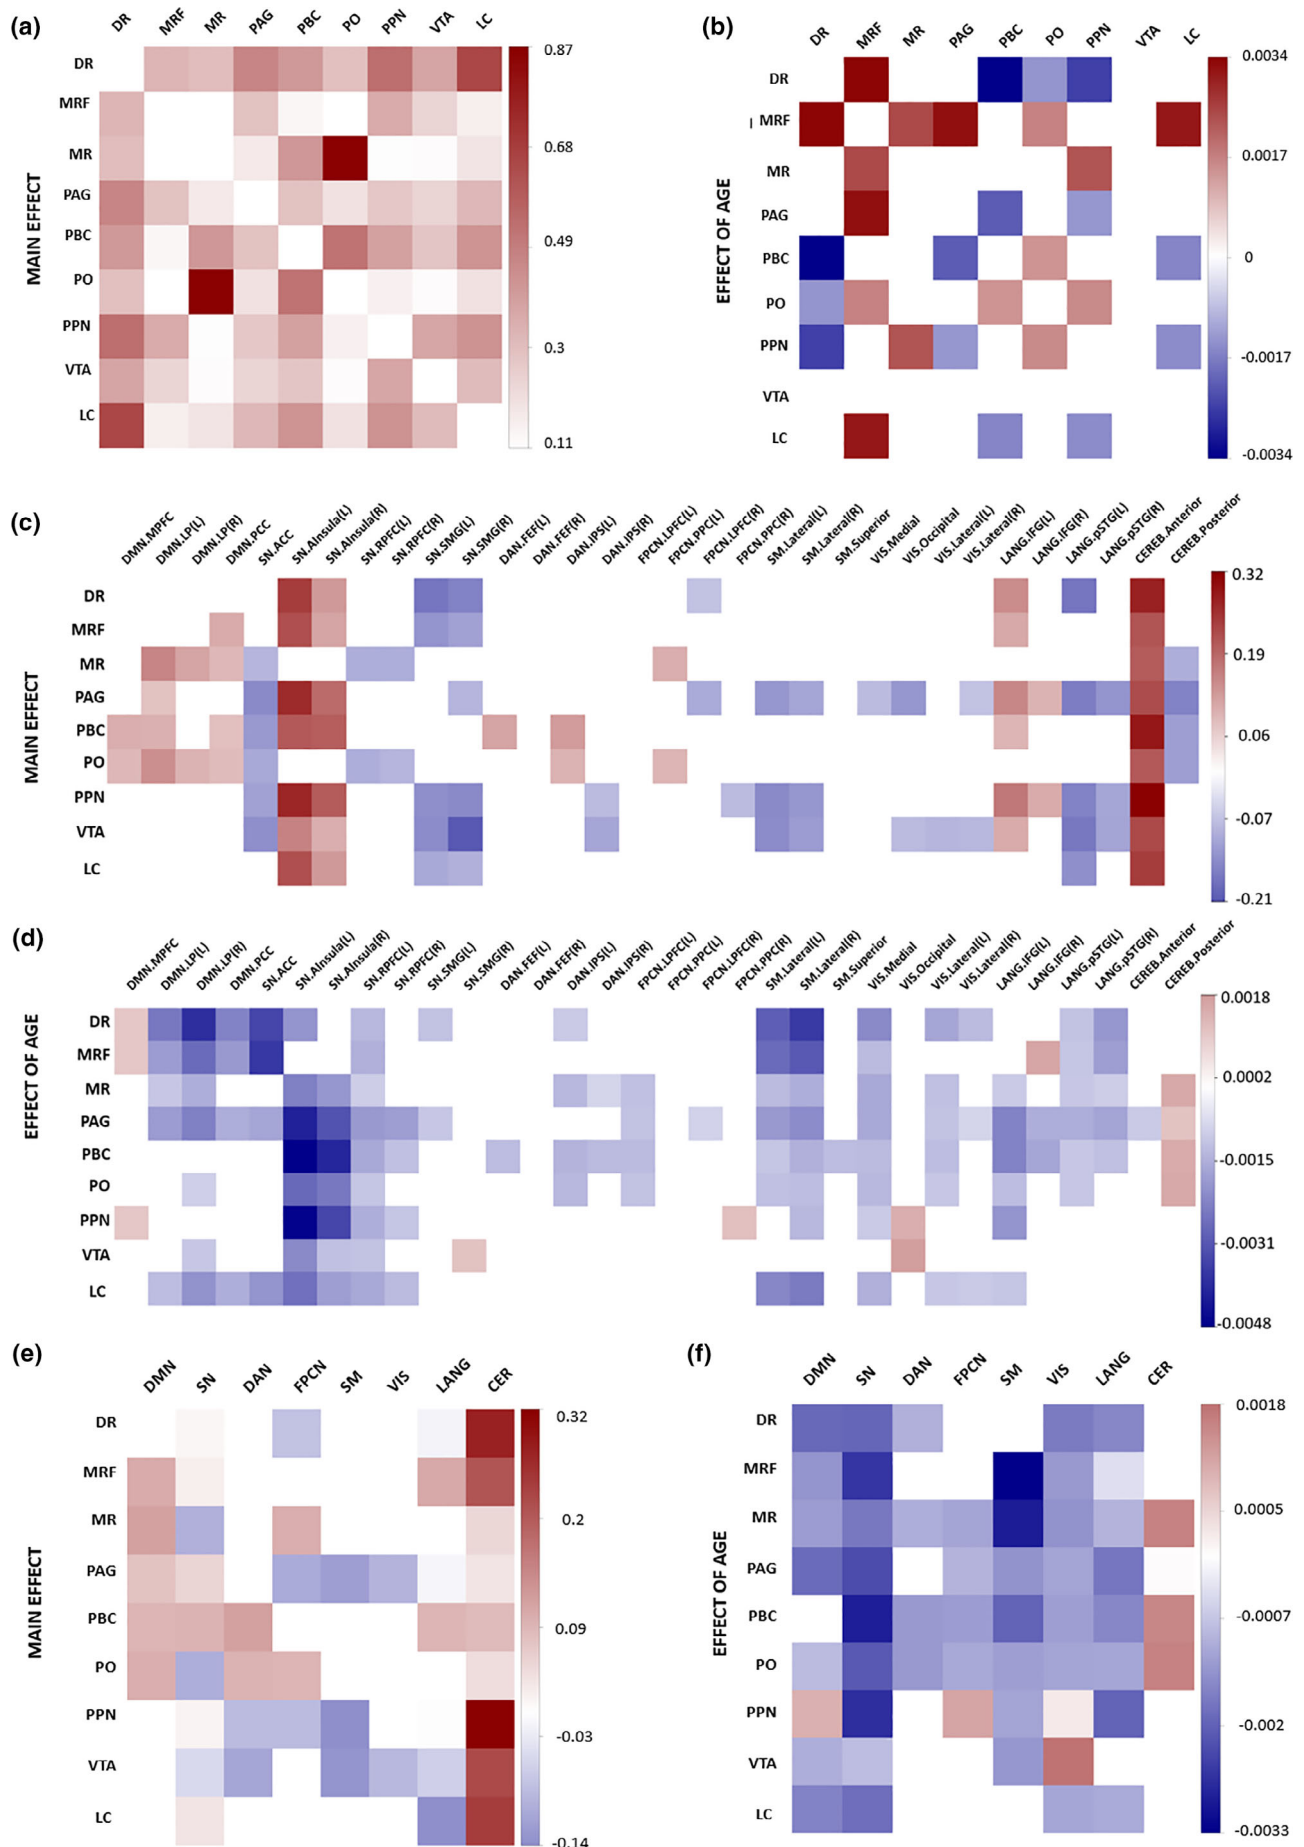 (a)
DR MRF MR PAG PBC PO PPN VTA LC
MAIN EFFECT
DR
MRF
MR
PAG
PBC
PO
PPN
VTA
LC
0.87
0.68
0.49
0.3
0.11
(b)
DR MRF MR PAG PBC PO PPN VTA LC
EFFECT OF AGE
DR
MRF
MR
PAG
PBC
PO
PPN
VTA
LC
0.0034
0.0017
0
-0.0017
-0.0034
(c)
DMN.MPFC DMN.LP(L) DMN.LP(R) DMN.PCC SN.ACC SN.AInsula(L) SN.AInsula(R) SN.RPFC(L) SN.RPFC(R) SN.SMG(L) SN.SMG(R) DAN.FEF(L) DAN.FEF(R) DAN.IPS(L) DAN.IPS(R) FPCN.LPFC(L) FPCN.PPC(L) FPCN.LPFC(R) FPCN.PPC(R) SM.Lateral(L) SM.Lateral(R) SM.Superior VIS.Medial VIS.Occipital VIS.Lateral(L) VIS.Lateral(R) LANG.IFG(L) LANG.IFG(R) LANG.pSTG(L) LANG.pSTG(R) CEREB.Anterior CEREB.Posterior
MAIN EFFECT
DR
MRF
MR
PAG
PBC
PO
PPN
VTA
LC
0.32
0.19
0.06
-0.07
-0.21
(d)
DMN.MPFC DMN.LP(L) DMN.LP(R) DMN.PCC SN.ACC SN.AInsula(L) SN.AInsula(R) SN.RPFC(L) SN.RPFC(R) SN.SMG(L) SN.SMG(R) DAN.FEF(L) DAN.FEF(R) DAN.IPS(L) DAN.IPS(R) FPCN.LPFC(L) FPCN.PPC(L) FPCN.LPFC(R) FPCN.PPC(R) SM.Lateral(L) SM.Lateral(R) SM.Superior VIS.Medial VIS.Occipital VIS.Lateral(L) VIS.Lateral(R) LANG.IFG(L) LANG.IFG(R) LANG.pSTG(L) LANG.pSTG(R) CEREB.Anterior CEREB.Posterior
EFFECT OF AGE
DR
MRF
MR
PAG
PBC
PO
PPN
VTA
LC
0.0018
0.0002
-0.0015
-0.0031
-0.0048
(e)
DMN SN DAN FPCN SM VIS LANG CER
MAIN EFFECT
DR
MRF
MR
PAG
PBC
PO
PPN
VTA
LC
0.32
0.2
0.09
-0.03
-0.14
(f)
DMN SN DAN FPCN SM VIS LANG CER
EFFECT OF AGE
DR
MRF
MR
PAG
PBC
PO
PPN
VTA
LC
0.0018
0.0005
-0.0007
-0.002
-0.0033